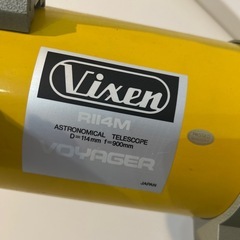 Vixen
R114M
ASTRONOMICAL TELESCOPE
D=114mm f=900mm
VOYAGER
JAPAN